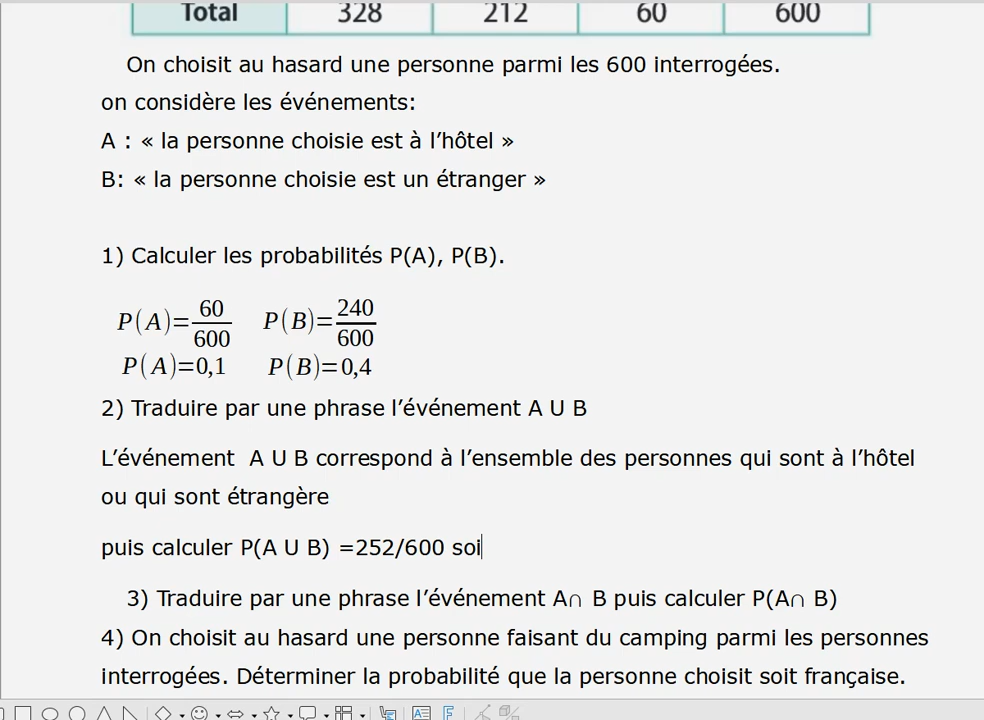 Total 328 212 60 600
On choisit au hasard une personne parmi les 600 interrogées.
on considère les événements:
A : « la personne choisie est à l’hôtel »
B: « la personne choisie est un étranger »
1) Calculer les probabilités P(A), P(B).
P(A)=60/600 P(B)=240/600
P(A)=0,1 P(B)=0,4
2) Traduire par une phrase l’événement A U B
L’événement A U B correspond à l’ensemble des personnes qui sont à l’hôtel
ou qui sont étrangère
puis calculer P(A U B) =252/600 soi
3) Traduire par une phrase l’événement A∩ B puis calculer P(A∩ B)
4) On choisit au hasard une personne faisant du camping parmi les personnes
interrogées. Déterminer la probabilité que la personne choisit soit française.